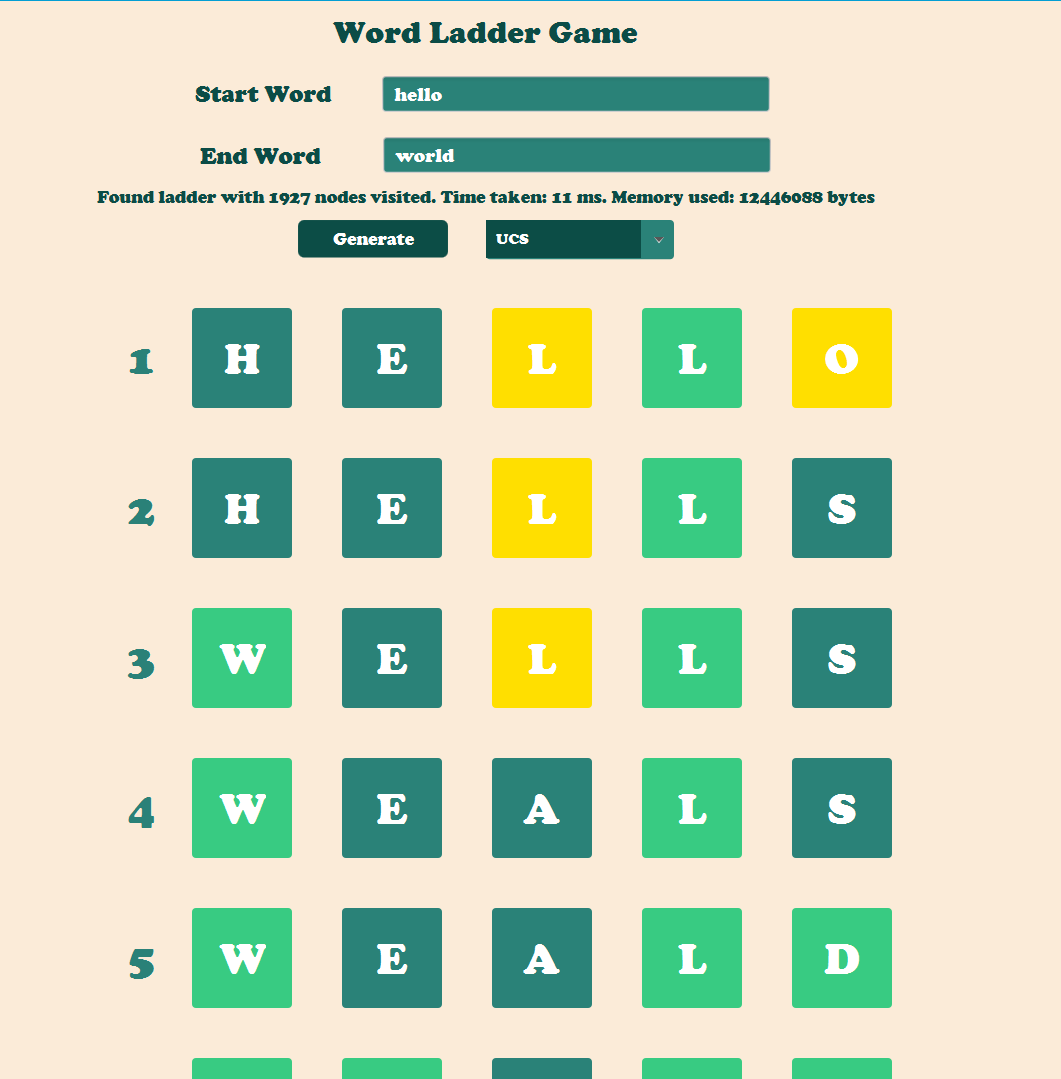 Word Ladder Game
Start Word hello
End Word world
Found ladder with 1927 nodes visited. Time taken: 11 ms. Memory used: 12446088 bytes
Generate UCS
1 H E L L O
2 H E L L S
3 W E L L S
4 W E A L S
5 W E A L D